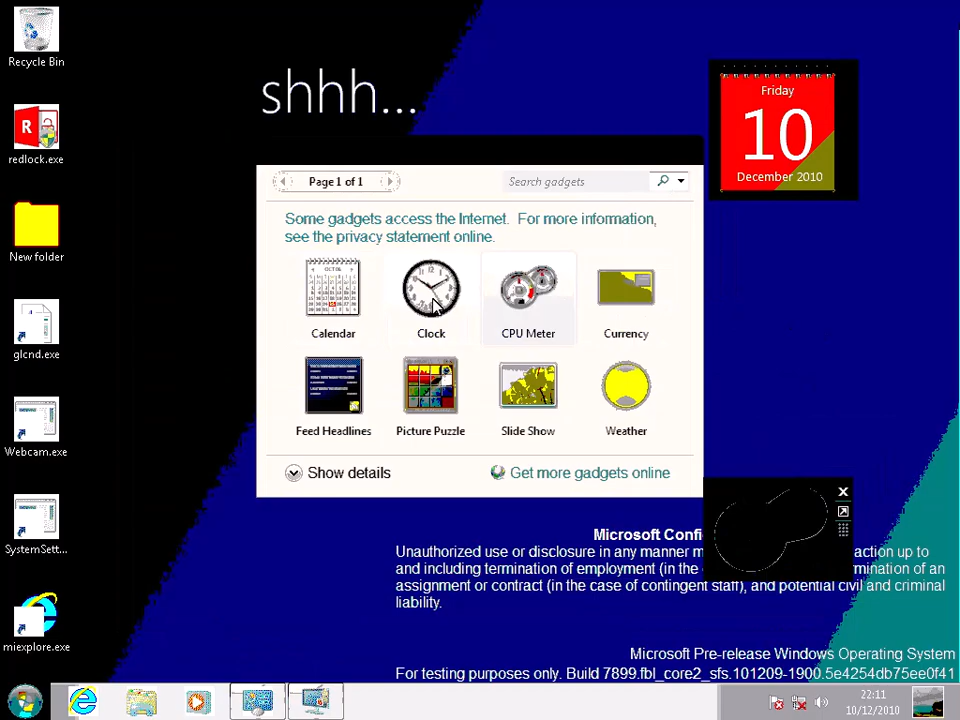 Recycle Bin
redlock.exe
New folder
glcnd.exe
Webcam.exe
SystemSett...
miexplore.exe
shhh...
Friday
10
December 2010
Page 1 of 1
Search gadgets
Some gadgets access the Internet. For more information,
see the privacy statement online.
Calendar
Clock
CPU Meter
Currency
Feed Headlines
Picture Puzzle
Slide Show
Weather
Show details
Get more gadgets online
Microsoft Confi
Unauthorized use or disclosure in any manner m
action up to
and including termination of employment (in the
termination of an
assignment or contract (in the case of contingent staff), and potential civil and criminal
liability.
Microsoft Pre-release Windows Operating System
For testing purposes only. Build 7899.fbl_core2_sfs.101209-1900.5e4254db75ee0f41
22:11
10/12/2010